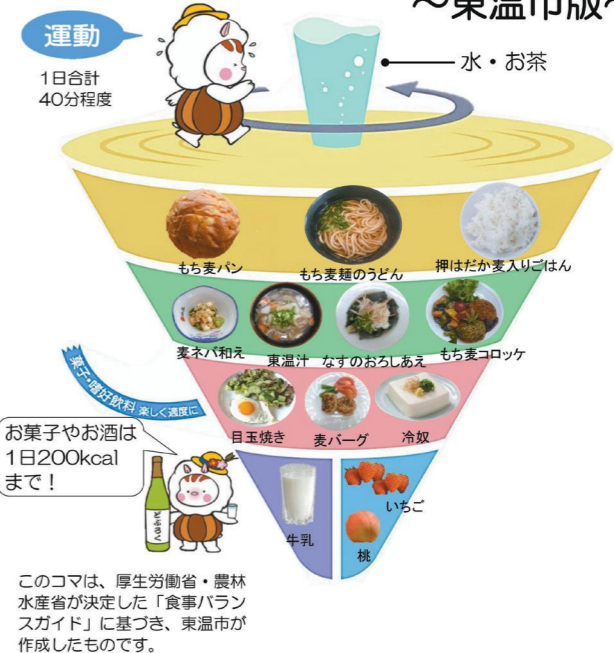 ～東温市版～
運動
1日合計
40分程度
水・お茶
もち麦パン
もち麦麺のうどん
押はだか麦入りごはん
麦ネバ和え
東温汁
なすのおろしあえ
もち麦コロッケ
菓子・嗜好飲料 楽しく適度に
目玉焼き
麦バーグ
冷奴
お菓子やお酒は
1日200kcal
まで！
どぶろく
牛乳
いちご
桃
このコマは、厚生労働省・農林
水産省が決定した「食事バラン
スガイド」に基づき、東温市が
作成したものです。